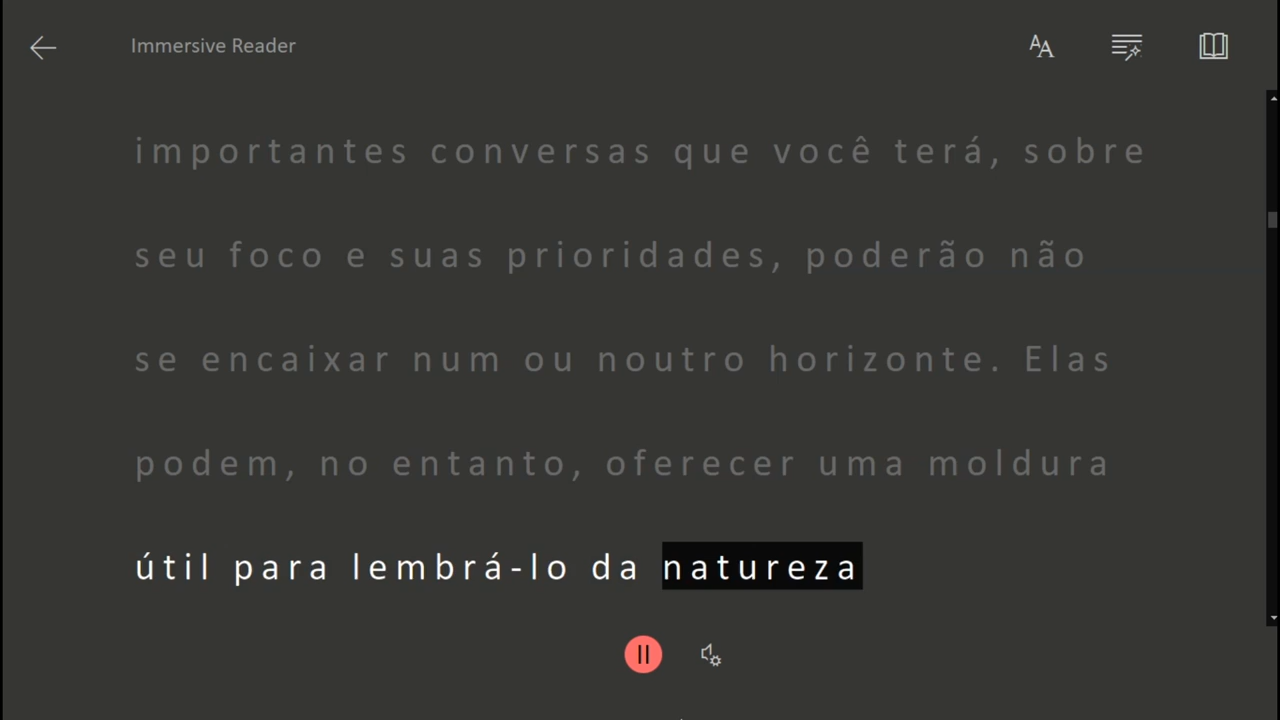 Immersive Reader
importantes conversas que você terá, sobre
seu foco e suas prioridades, poderão não
se encaixar num ou noutro horizonte. Elas
podem, no entanto, oferecer uma moldura
útil para lembrá-lo da natureza